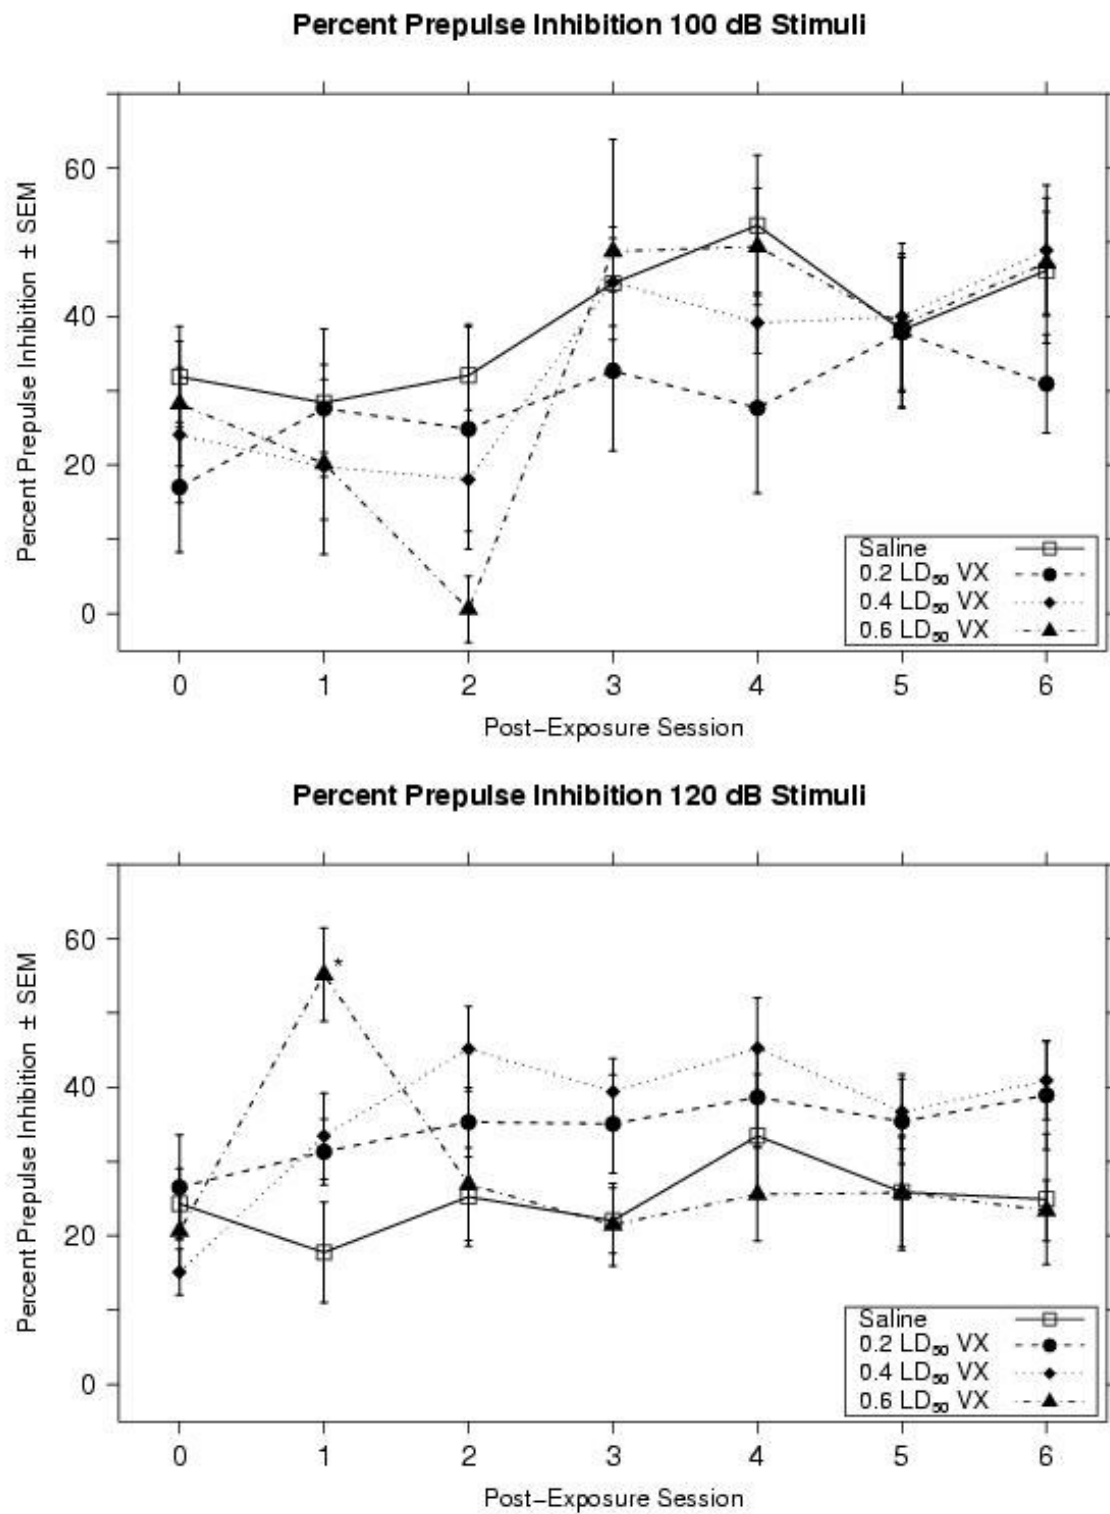 Percent Prepulse Inhibition 100 dB Stimuli
Percent Prepulse Inhibition ± SEM
60
40
20
0
Saline
0.2 LD₅₀ VX
0.4 LD₅₀ VX
0.6 LD₅₀ VX
0 1 2 3 4 5 6
Post-Exposure Session
Percent Prepulse Inhibition 120 dB Stimuli
Percent Prepulse Inhibition ± SEM
60
*
40
20
0
Saline
0.2 LD₅₀ VX
0.4 LD₅₀ VX
0.6 LD₅₀ VX
0 1 2 3 4 5 6
Post-Exposure Session